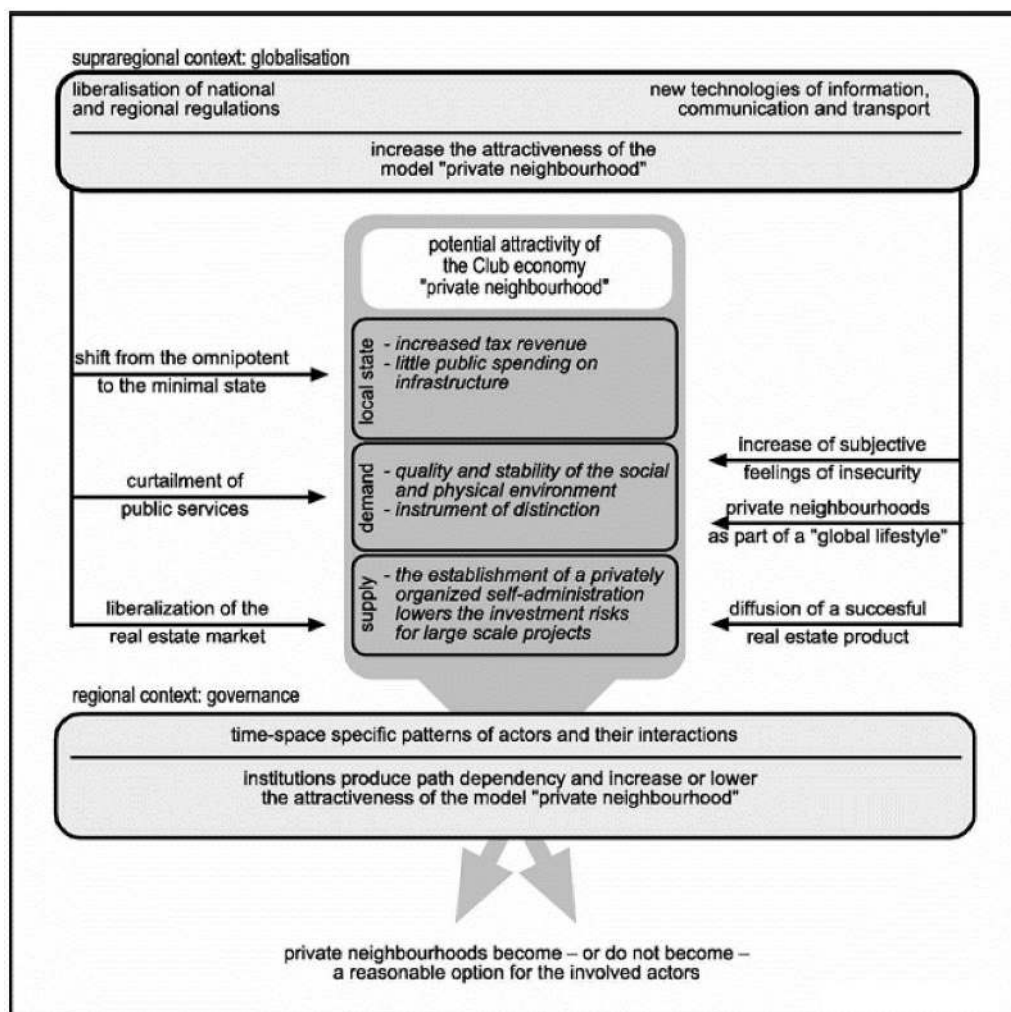 supraregional context: globalisation
liberalisation of national
and regional regulations
new technologies of information,
communication and transport
increase the attractiveness of the
model "private neighbourhood"
potential attractivity of
the Club economy
"private neighbourhood"
shift from the omnipotent
to the minimal state
local state
- increased tax revenue
- little public spending on
infrastructure
curtailment of
public services
demand
- quality and stability of the social
and physical environment
- instrument of distinction
increase of subjective
feelings of insecurity
private neighbourhoods
as part of a "global lifestyle"
liberalization of the
real estate market
supply
- the establishment of a privately
organized self-administration
lowers the investment risks
for large scale projects
diffusion of a succesful
real estate product
regional context: governance
time-space specific patterns of actors and their interactions
institutions produce path dependency and increase or lower
the attractiveness of the model "private neighbourhood"
private neighbourhoods become – or do not become –
a reasonable option for the involved actors